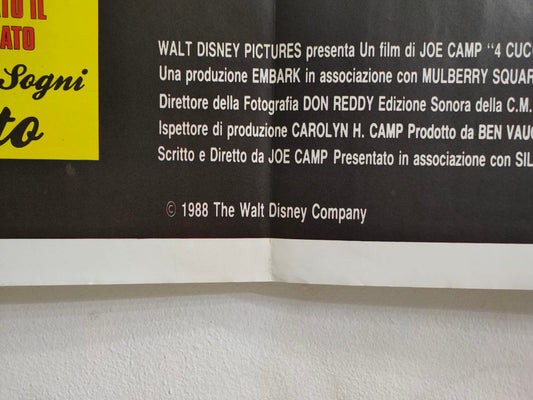 TO IL
ATO
Sogni
to
WALT DISNEY PICTURES presenta Un film di JOE CAMP "4 CUC
Una produzione EMBARK in associazione con MULBERRY SQUAR
Direttore della Fotografia DON REDDY Edizione Sonora della C.M.
Ispettore di produzione CAROLYN H. CAMP Prodotto da BEN VAU
Scritto e Diretto da JOE CAMP Presentato in associazione con SIL
© 1988 The Walt Disney Company